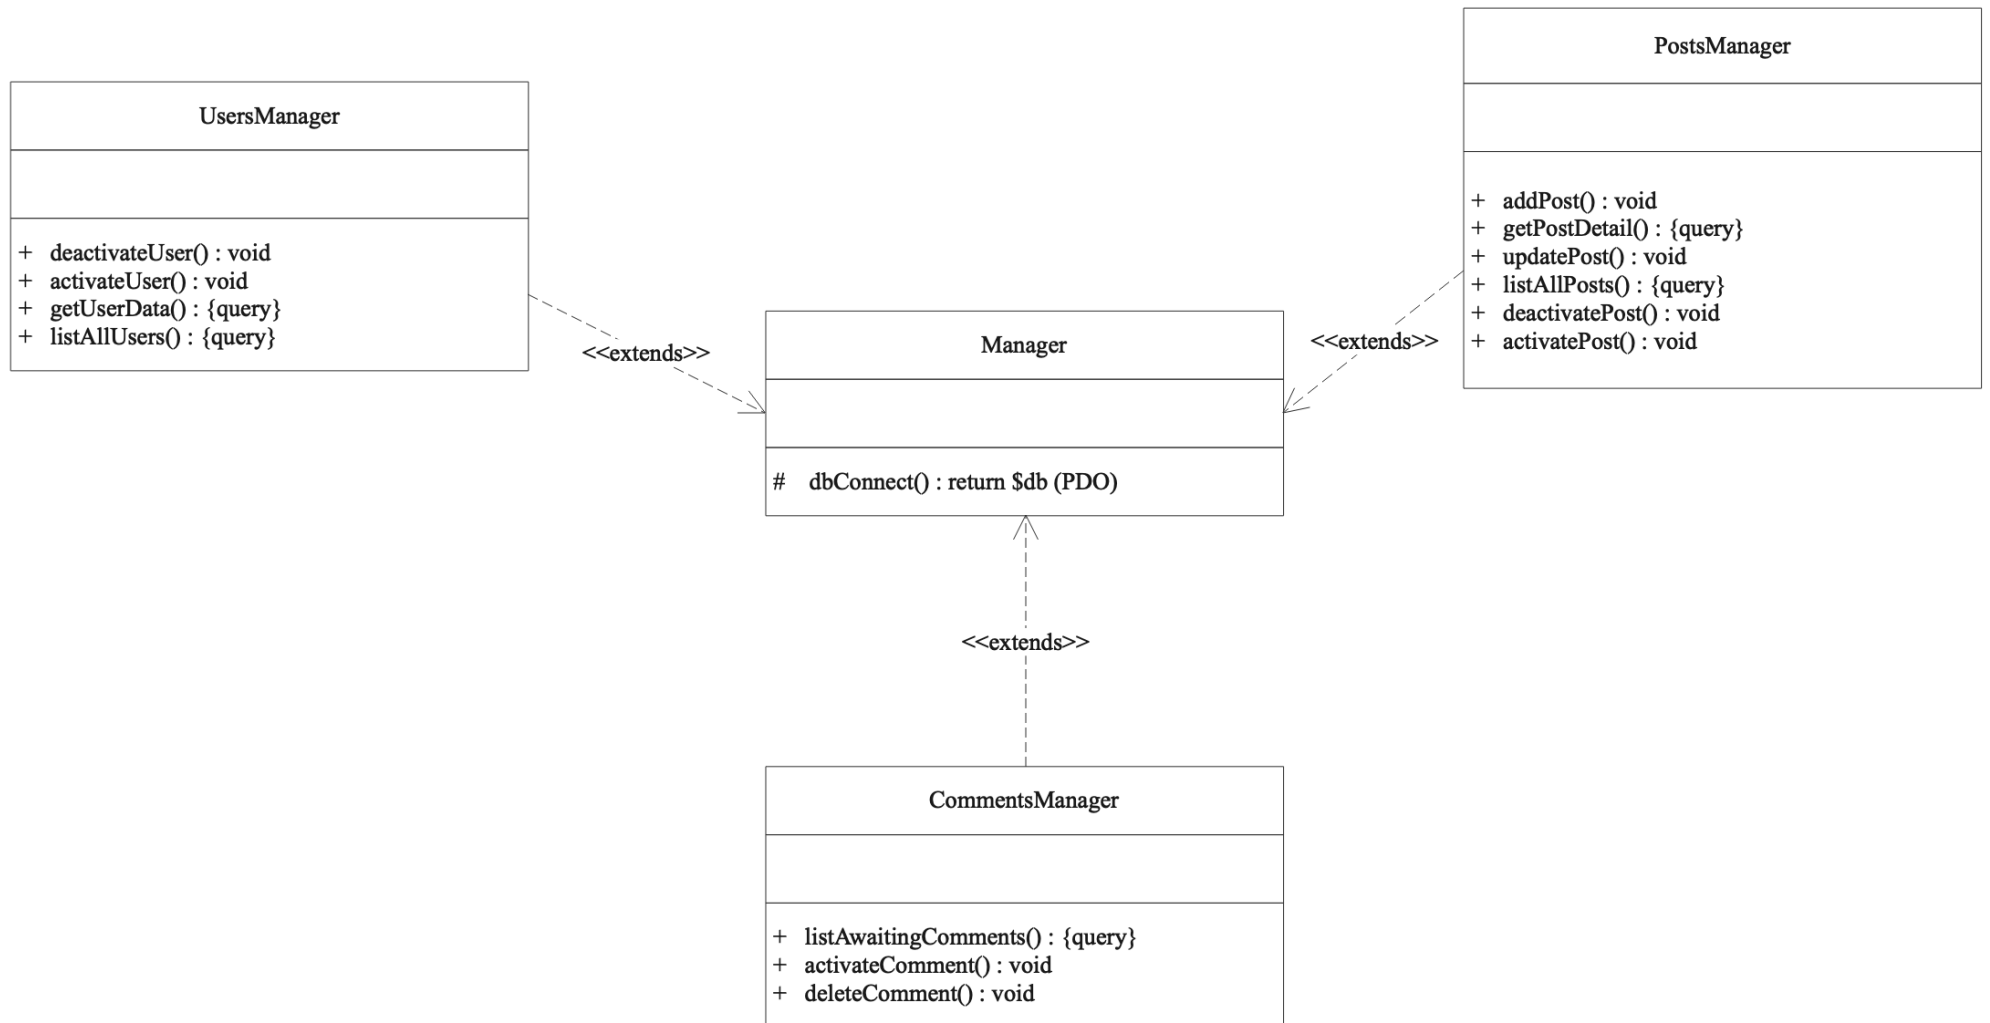 PostsManager
+ addPost() : void
+ getPostDetail() : {query}
+ updatePost() : void
+ listAllPosts() : {query}
+ deactivatePost() : void
+ activatePost() : void
UsersManager
+ deactivateUser() : void
+ activateUser() : void
+ getUserData() : {query}
+ listAllUsers() : {query}
<<extends>>
<<extends>>
Manager
# dbConnect() : return $db (PDO)
<<extends>>
CommentsManager
+ listAwaitingComments() : {query}
+ activateComment() : void
+ deleteComment() : void